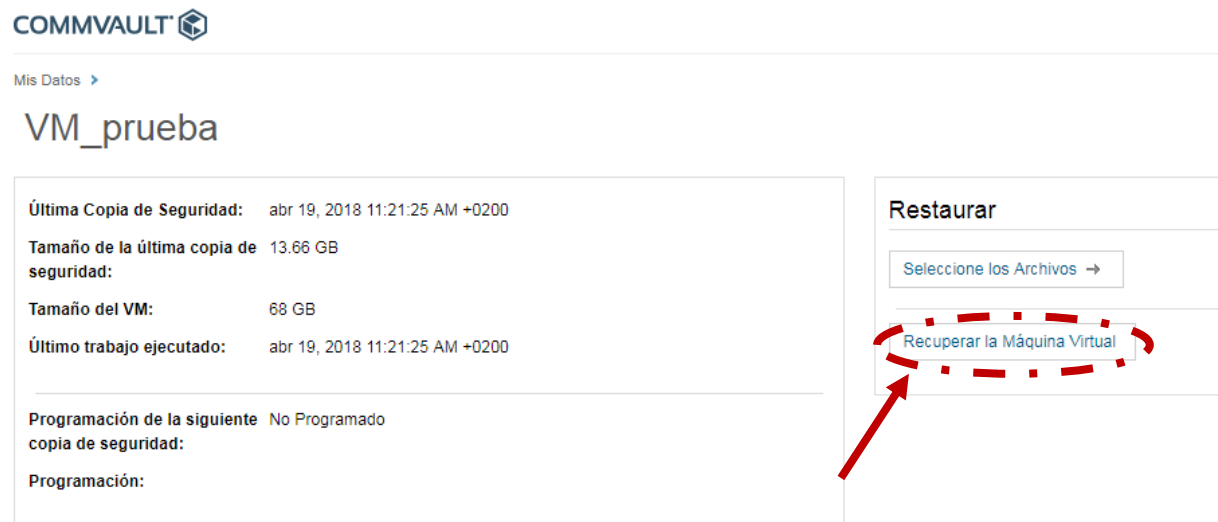 COMMVAULT
Mis Datos >
VM_prueba
Última Copia de Seguridad: abr 19, 2018 11:21:25 AM +0200
Tamaño de la última copia de 13.66 GB
seguridad:
Tamaño del VM: 68 GB
Último trabajo ejecutado: abr 19, 2018 11:21:25 AM +0200
Programación de la siguiente No Programado
copia de seguridad:
Programación:
Restaurar
Seleccione los Archivos →
Recuperar la Máquina Virtual